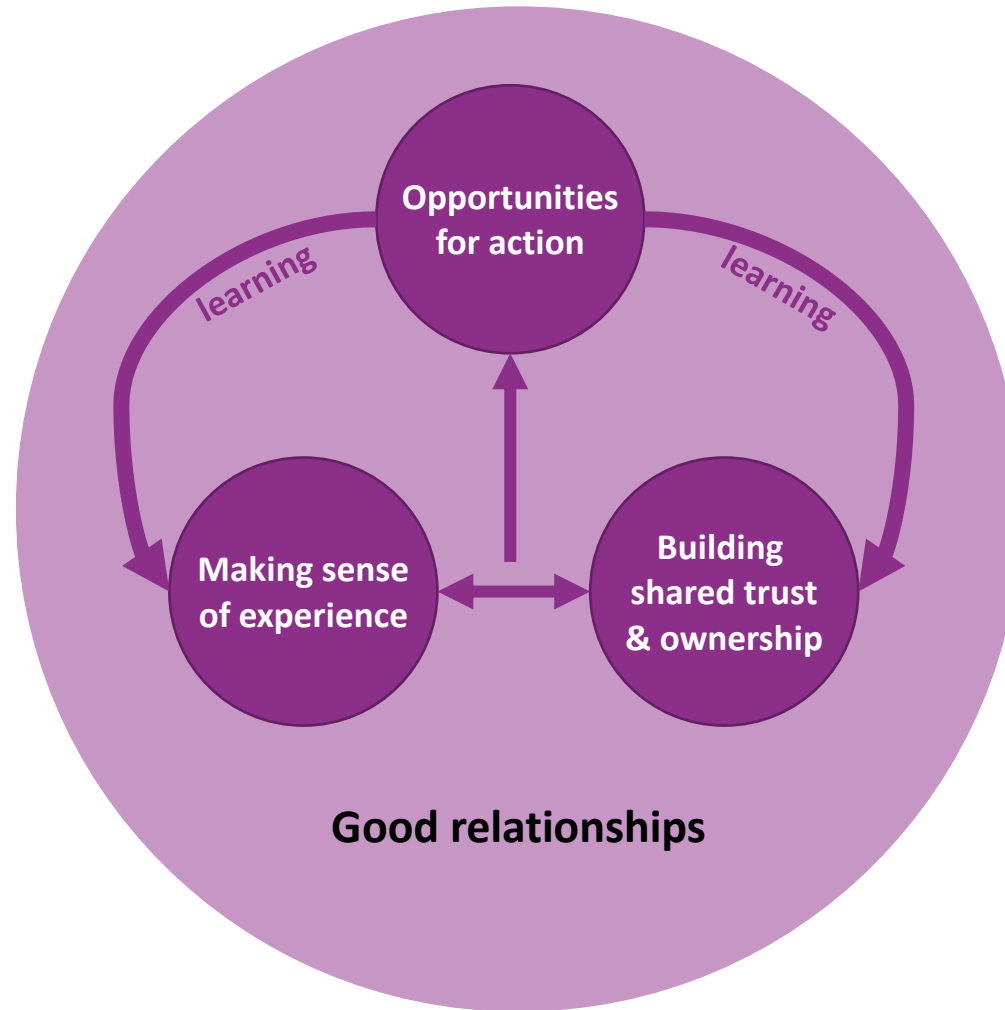 Opportunities
for action
learning
learning
Making sense
of experience
Building
shared trust
& ownership
Good relationships